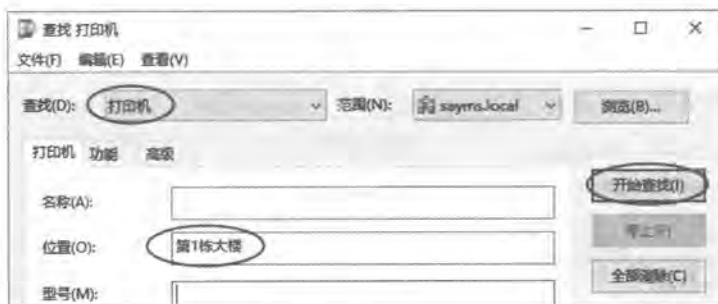 查找 打印机
文件(F) 编辑(E) 查看(V)
查找(D): 打印机 范围(N): sayms.local 浏览(B)...
打印机 功能 高级
开始查找(I)
名称(A):
停止(P)
位置(O): 第1栋大楼
全部清除(C)
型号(M):